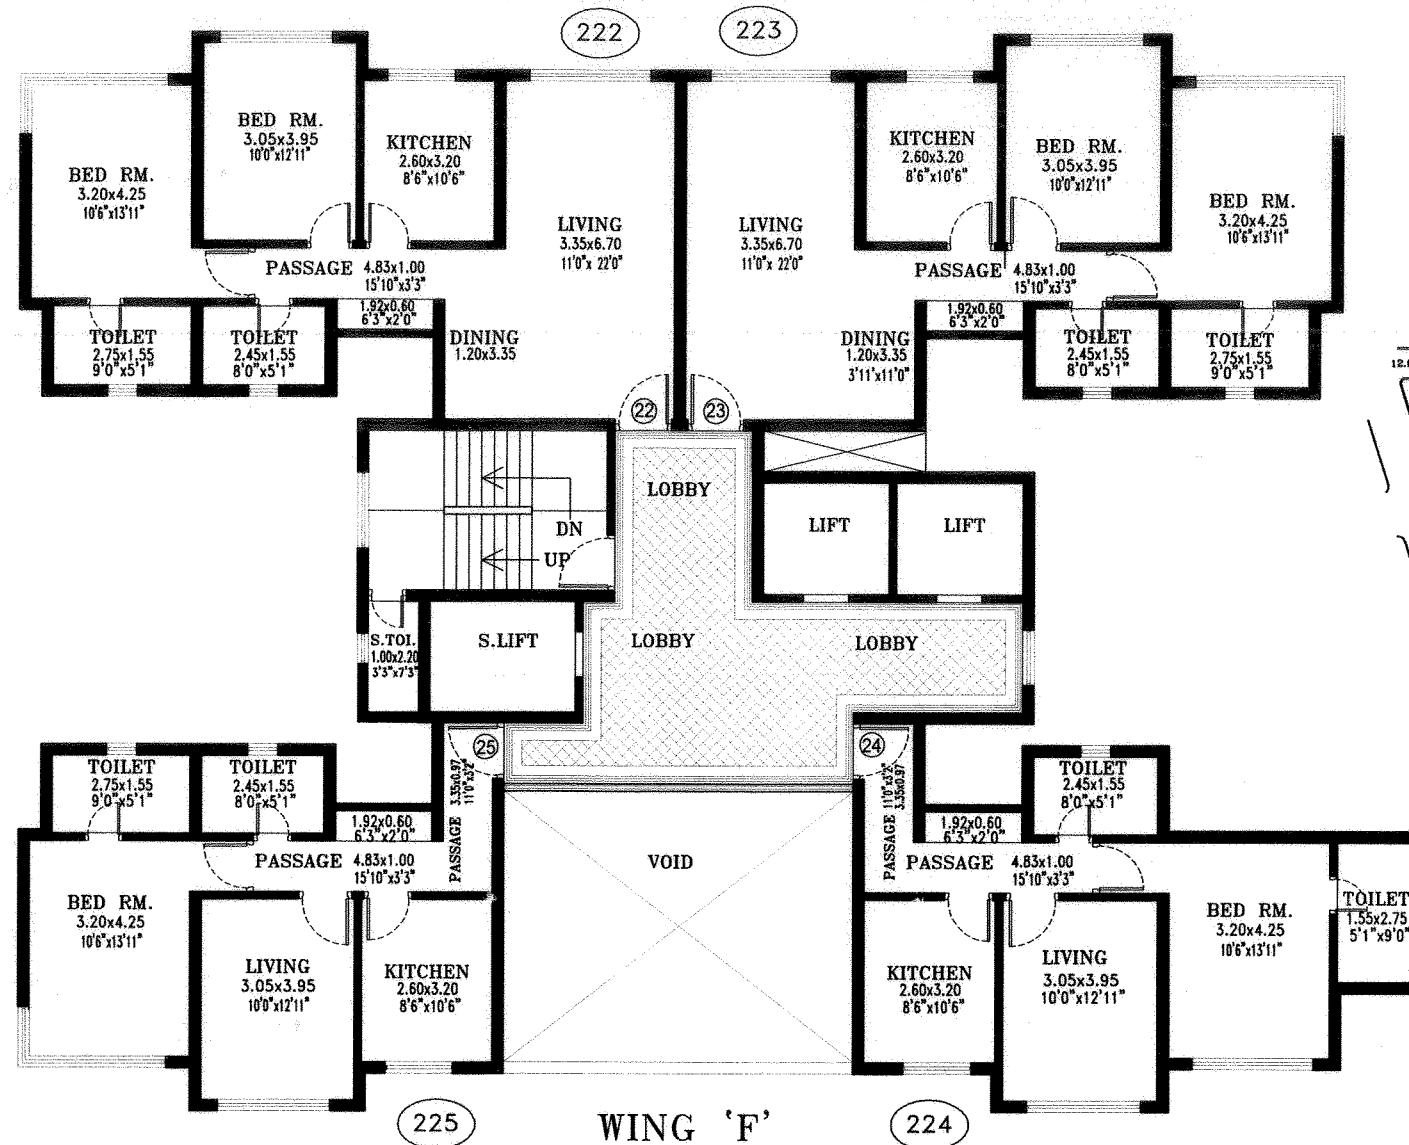 222
223
BED RM.
3.05x3.95
10'0"x12'11"
KITCHEN
2.60x3.20
8'6"x10'6"
BED RM.
3.20x4.25
10'6"x13'11"
LIVING
3.35x6.70
11'0"x 22'0"
LIVING
3.35x6.70
11'0"x 22'0"
KITCHEN
2.60x3.20
8'6"x10'6"
BED RM.
3.05x3.95
10'0"x12'11"
BED RM.
3.20x4.25
10'6"x13'11"
PASSAGE 4.83x1.00
15'10"x3'3"
1.92x0.60
6'3"x2'0"
PASSAGE 4.83x1.00
15'10"x3'3"
1.92x0.60
6'3"x2'0"
TOILET
2.75x1.55
9'0"x5'1"
TOILET
2.45x1.55
8'0"x5'1"
DINING
1.20x3.35
DINING
1.20x3.35
3'11"x11'0"
TOILET
2.45x1.55
8'0"x5'1"
TOILET
2.75x1.55
9'0"x5'1"
22
23
LOBBY
DN
UP
LIFT
LIFT
S.TOI.
1.00x2.20
3'3"x7'3"
S.LIFT
LOBBY
LOBBY
25
24
TOILET
2.75x1.55
9'0"x5'1"
TOILET
2.45x1.55
8'0"x5'1"
PASSAGE 3.35x0.97
11'0"x3'2"
PASSAGE 11'0"x3'2"
3.35x0.97
TOILET
2.45x1.55
8'0"x5'1"
1.92x0.60
6'3"x2'0"
PASSAGE 4.83x1.00
15'10"x3'3"
VOID
1.92x0.60
6'3"x2'0"
PASSAGE 4.83x1.00
15'10"x3'3"
BED RM.
3.20x4.25
10'6"x13'11"
LIVING
3.05x3.95
10'0"x12'11"
KITCHEN
2.60x3.20
8'6"x10'6"
KITCHEN
2.60x3.20
8'6"x10'6"
LIVING
3.05x3.95
10'0"x12'11"
BED RM.
3.20x4.25
10'6"x13'11"
TOILET
1.55x2.75
5'1"x9'0"
225
WING 'F'
224